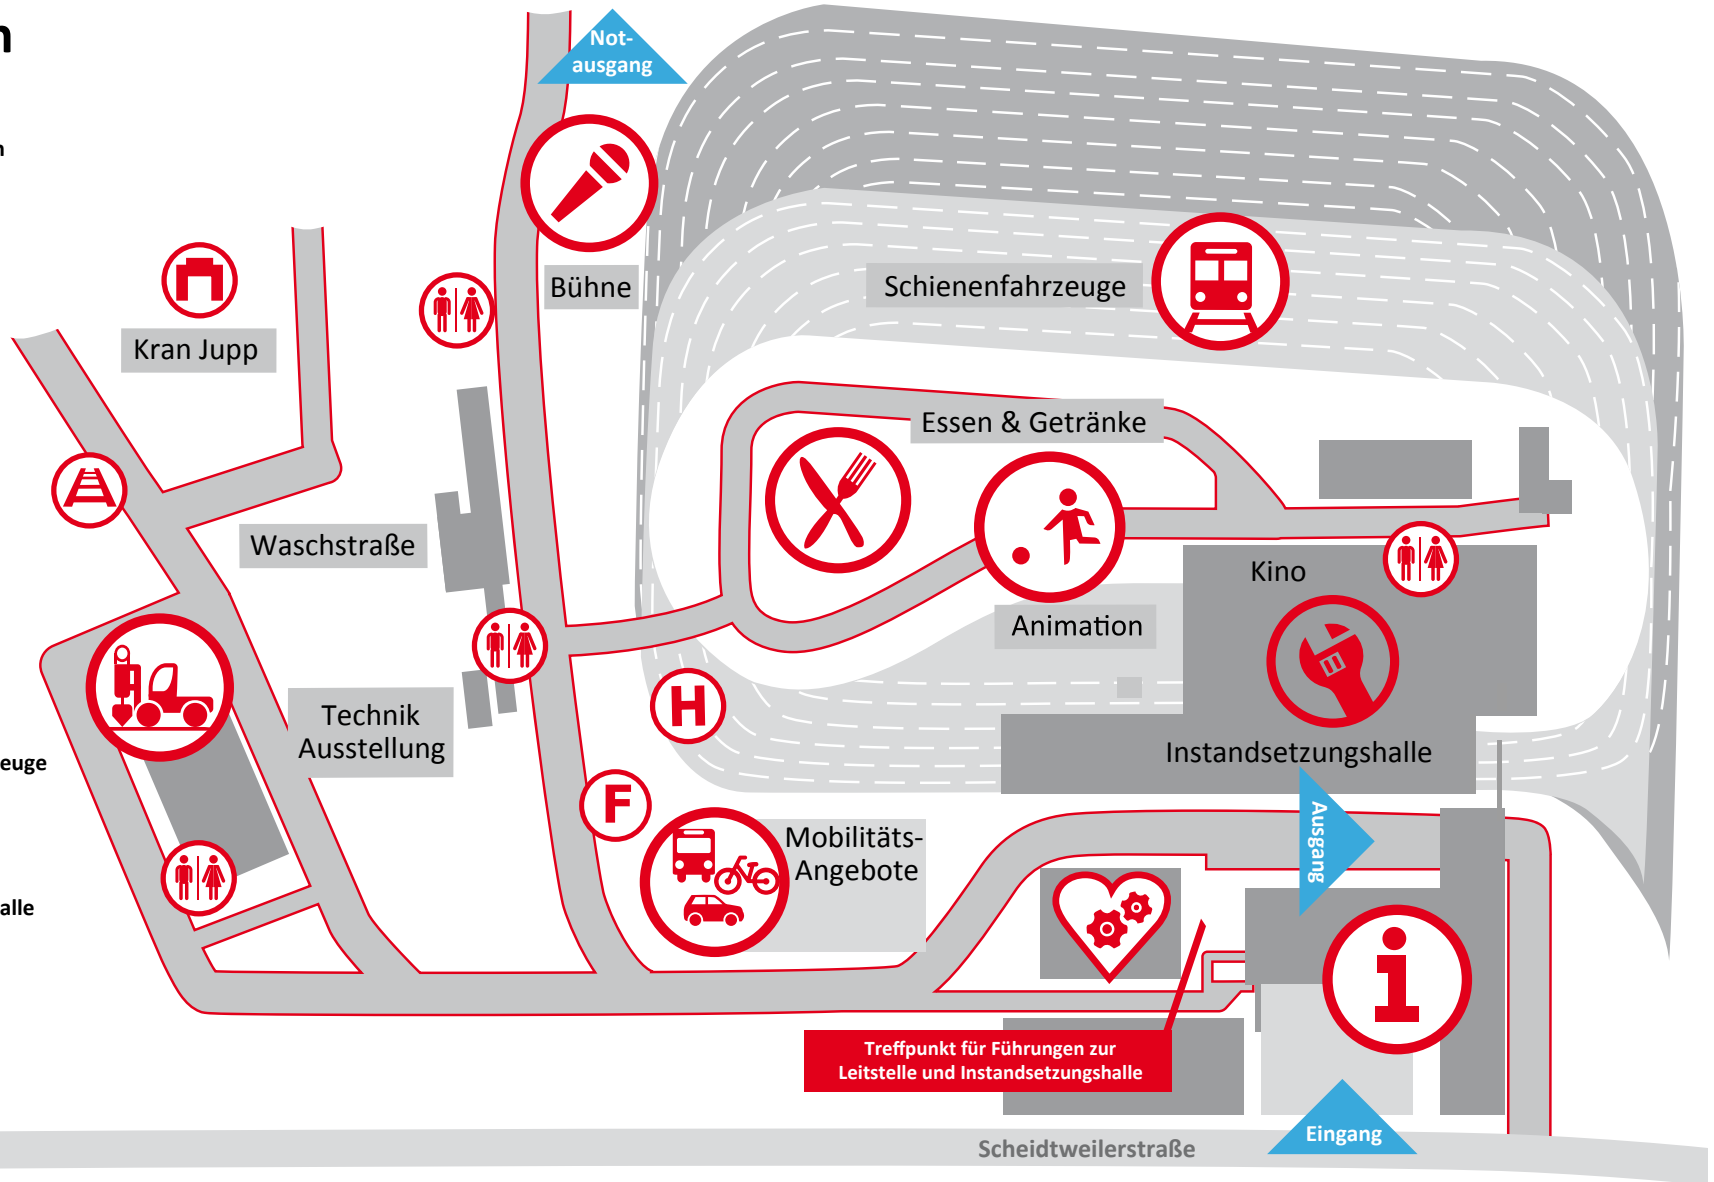 n
n
Not-
ausgang
Bühne
Schienenfahrzeuge
Kran Jupp
Essen & Getränke
Waschstraße
Kino
Animation
H
Technik
Ausstellung
Instandsetzungshalle
euge
F
Ausgang
Mobilitäts-
Angebote
alle
i
Treffpunkt für Führungen zur
Leitstelle und Instandsetzungshalle
Eingang
Scheidtweilerstraße